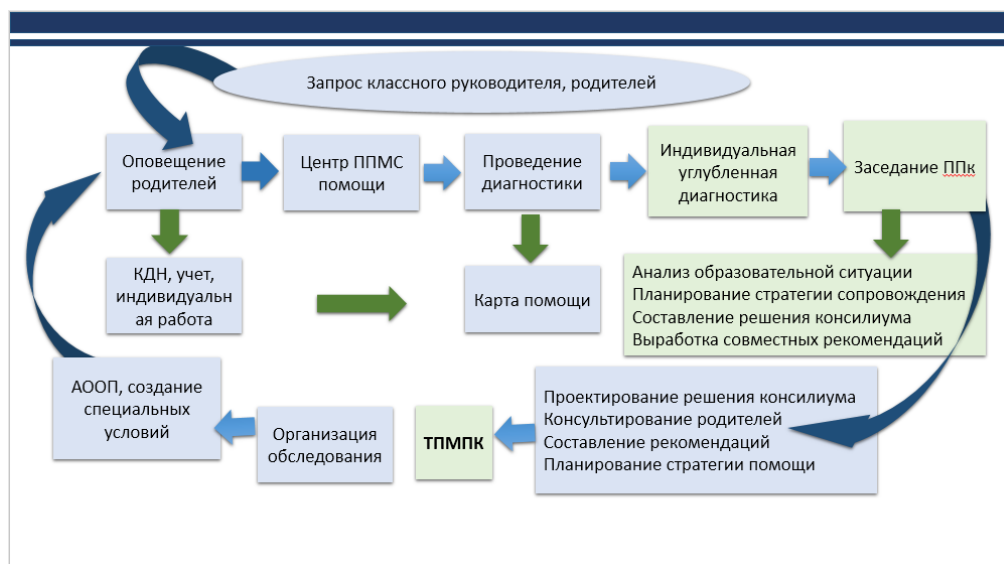 Запрос классного руководителя, родителей
Оповещение
родителей
Центр ППМС
помощи
Проведение
диагностики
Индивидуальная
углубленная
диагностика
Заседание ППк
КДН, учет,
индивидуальн
ая работа
Карта помощи
Анализ образовательной ситуации
Планирование стратегии сопровождения
Составление решения консилиума
Выработка совместных рекомендаций
АООП, создание
специальных
условий
Организация
обследования
ТПМПК
Проектирование решения консилиума
Консультирование родителей
Составление рекомендаций
Планирование стратегии помощи